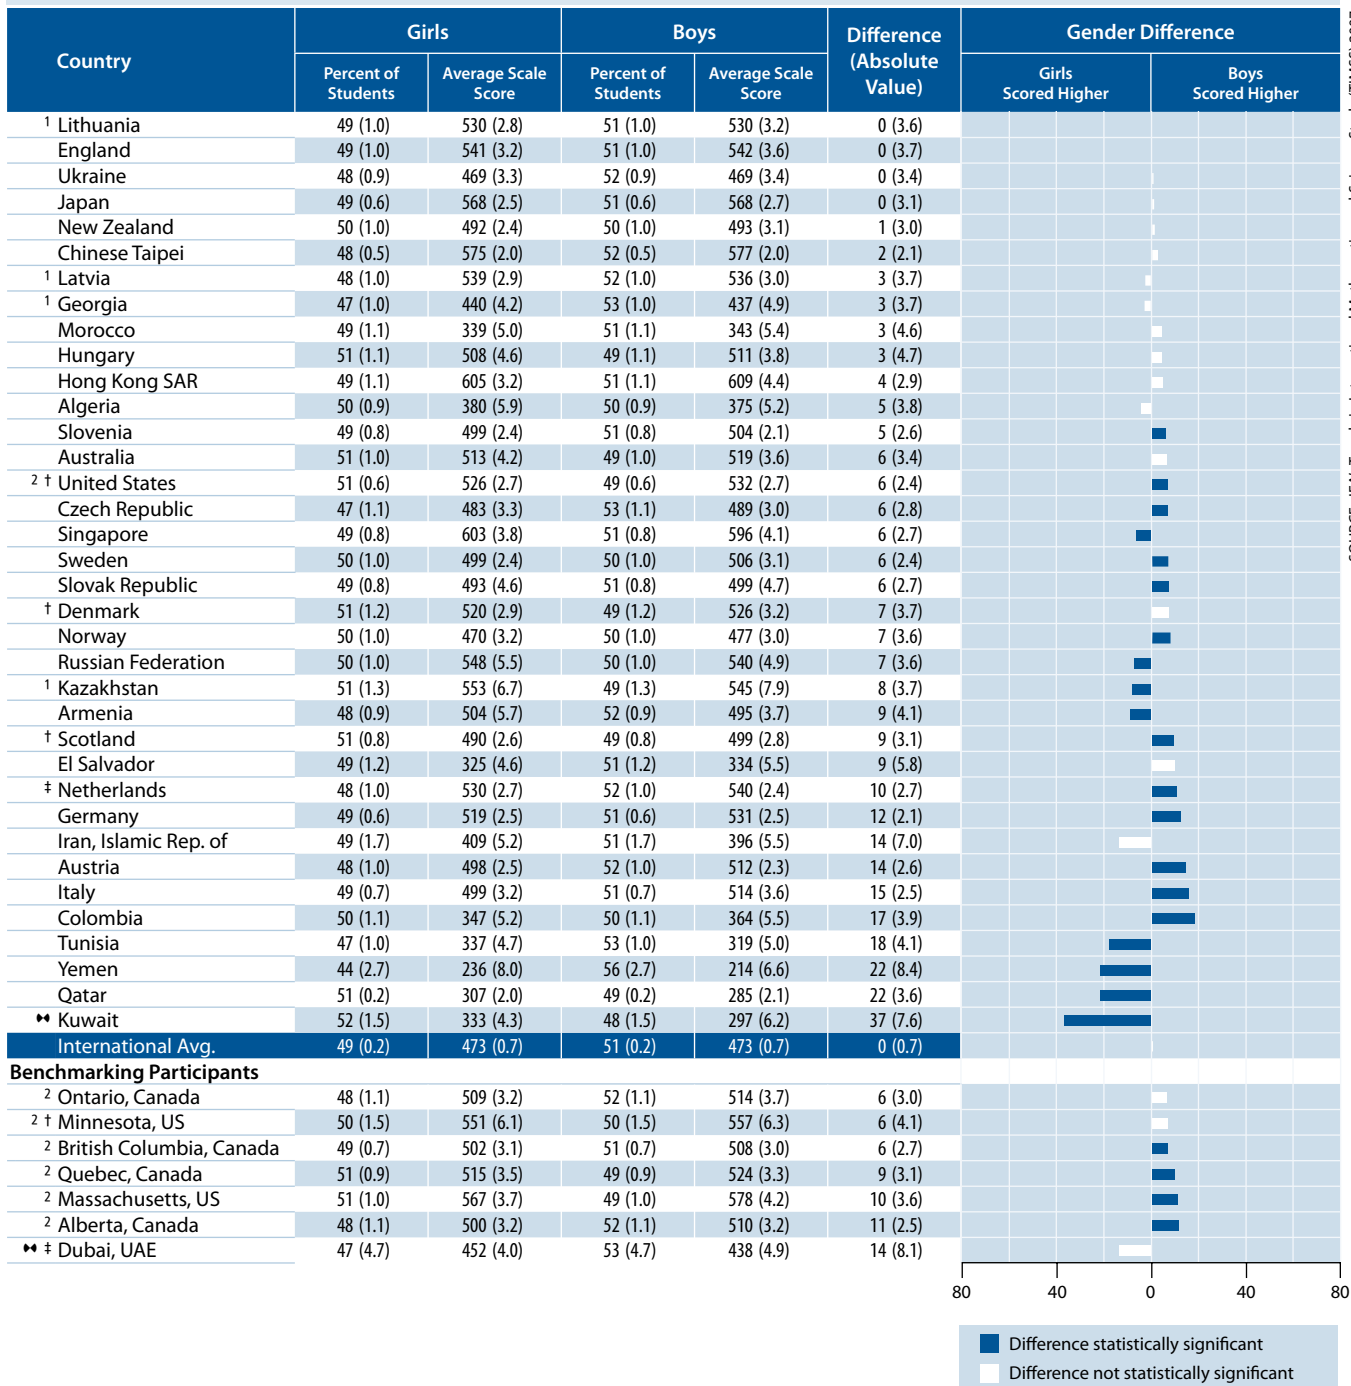 Country Girls Boys Difference (Absolute Value) Gender Difference
Percent of Students Average Scale Score Percent of Students Average Scale Score Girls Scored Higher Boys Scored Higher
1 Lithuania 49 (1.0) 530 (2.8) 51 (1.0) 530 (3.2) 0 (3.6)
England 49 (1.0) 541 (3.2) 51 (1.0) 542 (3.6) 0 (3.7)
Ukraine 48 (0.9) 469 (3.3) 52 (0.9) 469 (3.4) 0 (3.4)
Japan 49 (0.6) 568 (2.5) 51 (0.6) 568 (2.7) 0 (3.1)
New Zealand 50 (1.0) 492 (2.4) 50 (1.0) 493 (3.1) 1 (3.0)
Chinese Taipei 48 (0.5) 575 (2.0) 52 (0.5) 577 (2.0) 2 (2.1)
1 Latvia 48 (1.0) 539 (2.9) 52 (1.0) 536 (3.0) 3 (3.7)
1 Georgia 47 (1.0) 440 (4.2) 53 (1.0) 437 (4.9) 3 (3.7)
Morocco 49 (1.1) 339 (5.0) 51 (1.1) 343 (5.4) 3 (4.6)
Hungary 51 (1.1) 508 (4.6) 49 (1.1) 511 (3.8) 3 (4.7)
Hong Kong SAR 49 (1.1) 605 (3.2) 51 (1.1) 609 (4.4) 4 (2.9)
Algeria 50 (0.9) 380 (5.9) 50 (0.9) 375 (5.2) 5 (3.8)
Slovenia 49 (0.8) 499 (2.4) 51 (0.8) 504 (2.1) 5 (2.6)
Australia 51 (1.0) 513 (4.2) 49 (1.0) 519 (3.6) 6 (3.4)
2 † United States 51 (0.6) 526 (2.7) 49 (0.6) 532 (2.7) 6 (2.4)
Czech Republic 47 (1.1) 483 (3.3) 53 (1.1) 489 (3.0) 6 (2.8)
Singapore 49 (0.8) 603 (3.8) 51 (0.8) 596 (4.1) 6 (2.7)
Sweden 50 (1.0) 499 (2.4) 50 (1.0) 506 (3.1) 6 (2.4)
Slovak Republic 49 (0.8) 493 (4.6) 51 (0.8) 499 (4.7) 6 (2.7)
† Denmark 51 (1.2) 520 (2.9) 49 (1.2) 526 (3.2) 7 (3.7)
Norway 50 (1.0) 470 (3.2) 50 (1.0) 477 (3.0) 7 (3.6)
Russian Federation 50 (1.0) 548 (5.5) 50 (1.0) 540 (4.9) 7 (3.6)
1 Kazakhstan 51 (1.3) 553 (6.7) 49 (1.3) 545 (7.9) 8 (3.7)
Armenia 48 (0.9) 504 (5.7) 52 (0.9) 495 (3.7) 9 (4.1)
† Scotland 51 (0.8) 490 (2.6) 49 (0.8) 499 (2.8) 9 (3.1)
El Salvador 49 (1.2) 325 (4.6) 51 (1.2) 334 (5.5) 9 (5.8)
‡ Netherlands 48 (1.0) 530 (2.7) 52 (1.0) 540 (2.4) 10 (2.7)
Germany 49 (0.6) 519 (2.5) 51 (0.6) 531 (2.5) 12 (2.1)
Iran, Islamic Rep. of 49 (1.7) 409 (5.2) 51 (1.7) 396 (5.5) 14 (7.0)
Austria 48 (1.0) 498 (2.5) 52 (1.0) 512 (2.3) 14 (2.6)
Italy 49 (0.7) 499 (3.2) 51 (0.7) 514 (3.6) 15 (2.5)
Colombia 50 (1.1) 347 (5.2) 50 (1.1) 364 (5.5) 17 (3.9)
Tunisia 47 (1.0) 337 (4.7) 53 (1.0) 319 (5.0) 18 (4.1)
Yemen 44 (2.7) 236 (8.0) 56 (2.7) 214 (6.6) 22 (8.4)
Qatar 51 (0.2) 307 (2.0) 49 (0.2) 285 (2.1) 22 (3.6)
Kuwait 52 (1.5) 333 (4.3) 48 (1.5) 297 (6.2) 37 (7.6)
International Avg. 49 (0.2) 473 (0.7) 51 (0.2) 473 (0.7) 0 (0.7)
Benchmarking Participants
2 Ontario, Canada 48 (1.1) 509 (3.2) 52 (1.1) 514 (3.7) 6 (3.0)
2 † Minnesota, US 50 (1.5) 551 (6.1) 50 (1.5) 557 (6.3) 6 (4.1)
2 British Columbia, Canada 49 (0.7) 502 (3.1) 51 (0.7) 508 (3.0) 6 (2.7)
2 Quebec, Canada 51 (0.9) 515 (3.5) 49 (0.9) 524 (3.3) 9 (3.1)
2 Massachusetts, US 51 (1.0) 567 (3.7) 49 (1.0) 578 (4.2) 10 (3.6)
2 Alberta, Canada 48 (1.1) 500 (3.2) 52 (1.1) 510 (3.2) 11 (2.5)
‡ Dubai, UAE 47 (4.7) 452 (4.0) 53 (4.7) 438 (4.9) 14 (8.1)
80 40 0 40 80
Difference statistically significant
Difference not statistically significant